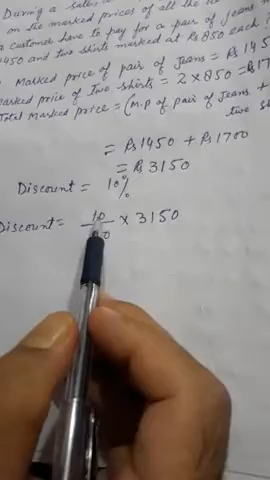 During a sale,
on the marked prices of all the
a customer have to pay for a pair of jeans
1450 and two shirts marked at Rs 850 each
Marked price of pair of Jeans = Rs 145
Marked price of two shirts = 2 × 850 = Rs 17
Total Marked price = (M.P of pair of Jeans +
two s
= Rs 1450 + Rs 1700
= Rs 3150
Discount = 10%
Discount = 10/ × 3150